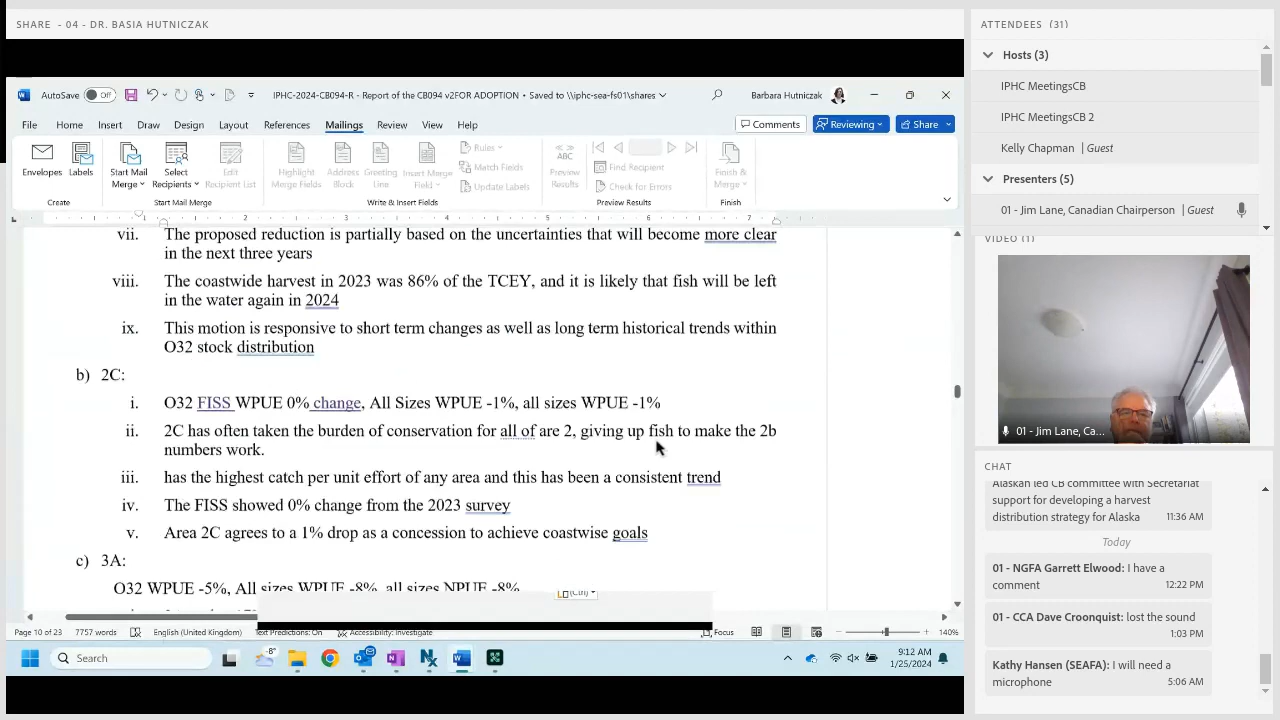 SHARE - 04 - DR. BASIA HUTNICZAK
AutoSave Off
IPHC-2024-CB094-R - Report of the CB094 v2FOR ADOPTION • Saved to \\iphc-sea-fs01\shares
Barbara Hutniczak
File Home Insert Draw Design Layout References Mailings Review View Help
Comments Reviewing Share
Envelopes Labels Start Mail Merge Select Recipients Edit Recipient List Highlight Merge Fields Address Block Greeting Line Insert Merge Field Rules Match Fields Update Labels ABC Preview Results Find Recipient Check for Errors Finish & Merge
Create Start Mail Merge Write & Insert Fields Preview Results Finish
1 2 3 4 5 6 7
vii. The proposed reduction is partially based on the uncertainties that will become more clear
in the next three years
viii. The coastwide harvest in 2023 was 86% of the TCEY, and it is likely that fish will be left
in the water again in 2024
ix. This motion is responsive to short term changes as well as long term historical trends within
O32 stock distribution
b) 2C:
i. O32 FISS WPUE 0% change, All Sizes WPUE -1%, all sizes WPUE -1%
ii. 2C has often taken the burden of conservation for all of are 2, giving up fish to make the 2b
numbers work.
iii. has the highest catch per unit effort of any area and this has been a consistent trend
iv. The FISS showed 0% change from the 2023 survey
v. Area 2C agrees to a 1% drop as a concession to achieve coastwise goals
c) 3A:
O32 WPUE -5%, All sizes WPUE -8%, all sizes NPUE -8%
(Ctrl)
Page 10 of 23 7757 words English (United Kingdom) Text Predictions: On Accessibility: Investigate Focus 140%
Search
-8°
9:12 AM
1/25/2024
ATTENDEES (31)
Hosts (3)
IPHC MeetingsCB
IPHC MeetingsCB 2
Kelly Chapman | Guest
Presenters (5)
01 - Jim Lane, Canadian Chairperson | Guest
VIDEO (1)
01 - Jim Lane, Ca...
CHAT
Alaskan led CB committee with Secretariat
support for developing a harvest
distribution strategy for Alaska 11:36 AM
Today
01 - NGFA Garrett Elwood: I have a
comment 12:22 PM
01 - CCA Dave Croonquist: lost the sound
1:03 PM
Kathy Hansen (SEAFA): I will need
microphone 5:06 AM